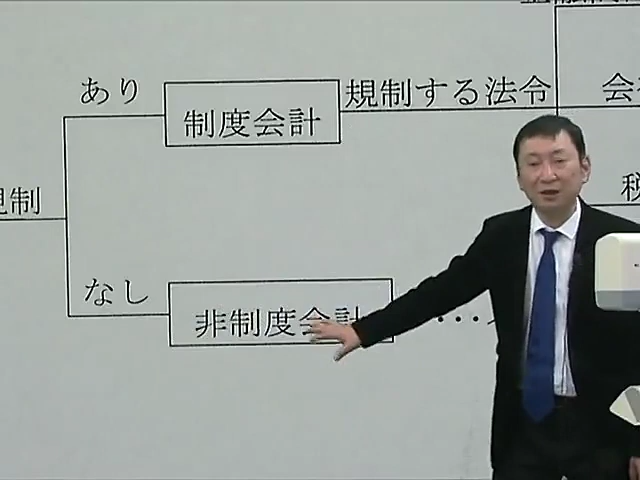 あり
制度会計
規制する法令
会
税
規制
なし
非制度会計
・・・